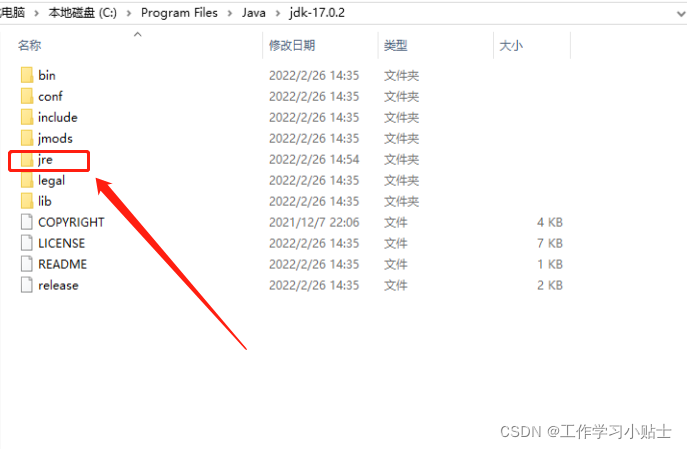 电脑 › 本地磁盘 (C:) › Program Files › Java › jdk-17.0.2
名称 修改日期 类型 大小
bin 2022/2/26 14:35 文件夹
conf 2022/2/26 14:35 文件夹
include 2022/2/26 14:35 文件夹
jmods 2022/2/26 14:35 文件夹
jre 2022/2/26 14:54 文件夹
legal 2022/2/26 14:35 文件夹
lib 2022/2/26 14:35 文件夹
COPYRIGHT 2021/12/7 22:06 文件 4 KB
LICENSE 2022/2/26 14:35 文件 7 KB
README 2022/2/26 14:35 文件 1 KB
release 2022/2/26 14:35 文件 2 KB
CSDN @工作学习小贴士